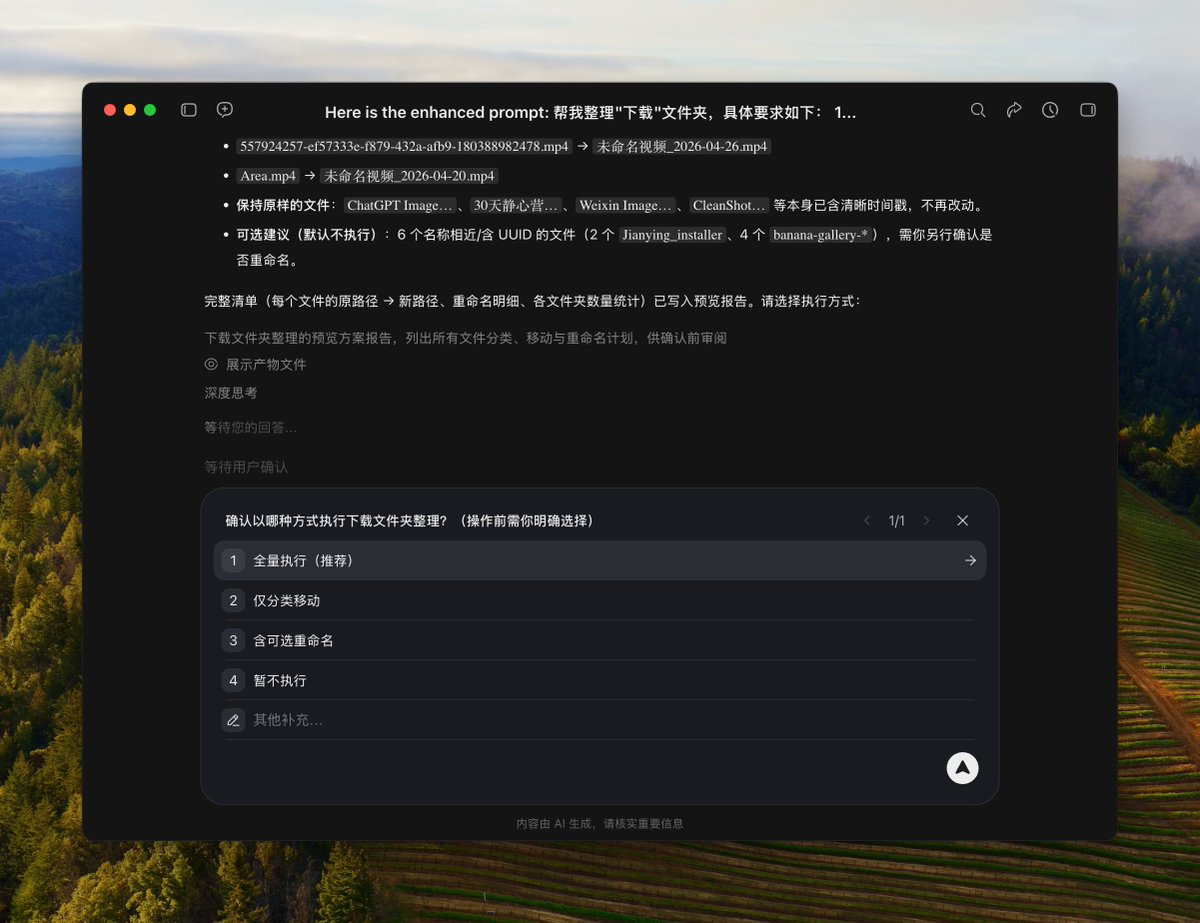 Here is the enhanced prompt: 帮我整理"下载"文件夹，具体要求如下： 1...
• 557924257-ef57333e-f879-432a-afb9-180388982478.mp4 → 未命名视频_2026-04-26.mp4
• Area.mp4 → 未命名视频_2026-04-20.mp4
• 保持原样的文件： ChatGPT Image… 、 30天静心营… 、 Weixin Image… 、 CleanShot… 等本身已含清晰时间戳，不再改动。
• 可选建议（默认不执行）：6 个名称相近/含 UUID 的文件（2 个 Jianying_installer 、4 个 banana-gallery-* ），需你另行确认是
否重命名。
完整清单（每个文件的原路径 → 新路径、重命名明细、各文件夹数量统计）已写入预览报告。请选择执行方式：
下载文件夹整理的预览方案报告，列出所有文件分类、移动与重命名计划，供确认前审阅
展示产物文件
深度思考
等待您的回答...
等待用户确认
确认以哪种方式执行下载文件夹整理？（操作前需你明确选择） 1/1
1 全量执行（推荐）
2 仅分类移动
3 含可选重命名
4 暂不执行
其他补充...
内容由 AI 生成，请核实重要信息